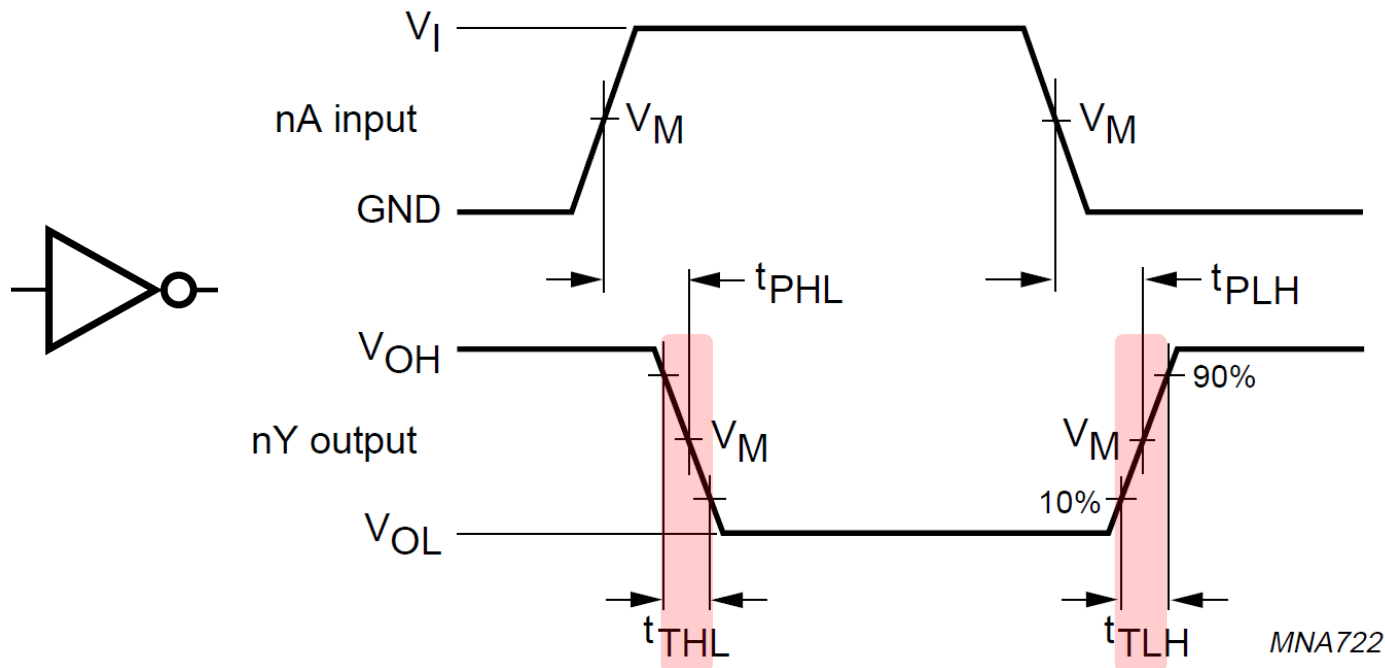 VI
nA input
VM
VM
GND
tPHL
tPLH
VOH
90%
nY output
VM
VM
10%
VOL
tTHL
tTLH
MNA722